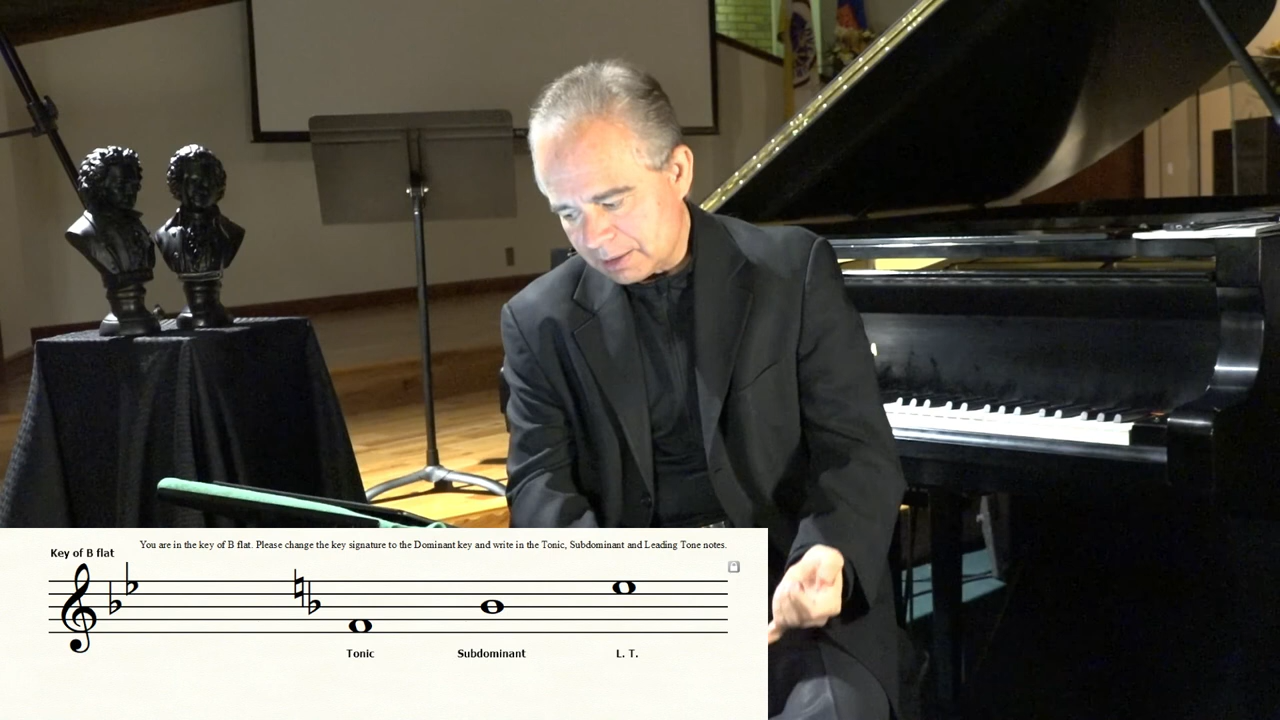 You are in the key of B flat. Please change the key signature to the Dominant key and write in the Tonic, Subdominant and Leading Tone notes.
Key of B flat
Tonic Subdominant L. T.